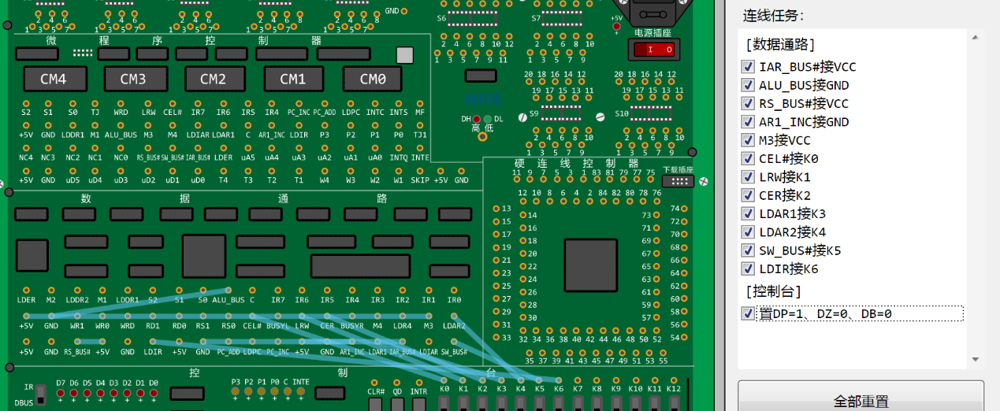 2 4 6 8
1 3 5 7
2 4 6 8
1 3 5 7
2 4 6 8
1 3 5 7
2 4 6 8
1 3 5 7
GND
微 程 序 控 制 器
CM4 CM3 CM2 CM1 CM0
S2 S1 S0 TJ WRD LRW CEL# IR7 IR6 IR5 IR4 PC_INC PC_ADD LDPC INTC INTS MF
+5V GND LDDR1 M1 ALU_BUS M3 M4 LDIAR LDAR1 C AR1_INC LDIR P3 P2 P1 P0 TJ1
NC4 NC3 NC2 NC1 NC0 RS_BUS# SW_BUS# IAR_BUS# LDER uA5 uA4 uA3 uA2 uA1 uA0 INTQ INTE
+5V GND uD5 uD4 uD3 uD2 uD1 uD0 T4 T3 T2 T1 W4 W3 W2 W1 SKIP +5V GND
S6
2 4 6 8 10 12
1 3 5 7 9 11
S7
2 4 6 8 10
1 3 5 7 9
+5V
电源插座
I O
DH DL
高 低
20 18 16 14 12
19 17 15 13 11
S9
2 4 6 8 10
1 3 5 7 9
20 18 16 14 12
19 17 15 13 11
S10
2 4 6 8 10
1 3 5 7 9
硬 连 线 控 制 器
下载插座
11 9 7 5 3 1 83 81 79 77 75
12 10 8 6 4 2 84 82 80 78 76
13 14 73 74
15 16 71 72
17 18 69 70
19 20 67 68
21 22 65 66
23 24 63 64
25 26 61 62
27 28 59 60
29 30 57 58
31 56
33 54
32 34 36 38 40 42 44 46 48 50 52
35 37 39 41 43 45 47 49 51 53 55
数 据 通 路
LDER M2 LDDR2 M1 LDDR1 S2 S1 S0 ALU_BUS C IR7 IR6 IR5 IR4 IR3 IR2 IR1 IR0
+5V GND WR1 WR0 WRD RD1 RD0 RS1 RS0 CEL# BUSYL LRW CER BUSYR M4 LDR4 M3 LDAR2
+5V GND RS_BUS# +5V GND LDIR +5V GND PC_ADD LDPC PC_INC +5V GND AR1_INC LDAR1 IAR_BUS# LDIAR SW_BUS#
控 制 台
IR
DBUS
D7 D6 D5 D4 D3 D2 D1 D0
+ + + + + + + +
P3 P2 P1 P0 C INTE
+ + + + + +
CLR# QD INTR
K0 K1 K2 K3 K4 K5 K6 K7 K8 K9 K10 K11 K12
连线任务：
[数据通路]
IAR_BUS#接VCC
ALU_BUS接GND
RS_BUS#接VCC
AR1_INC接GND
M3接VCC
CEL#接K0
LRW接K1
CER接K2
LDAR1接K3
LDAR2接K4
SW_BUS#接K5
LDIR接K6
[控制台]
置DP=1、DZ=0、DB=0
全部重置